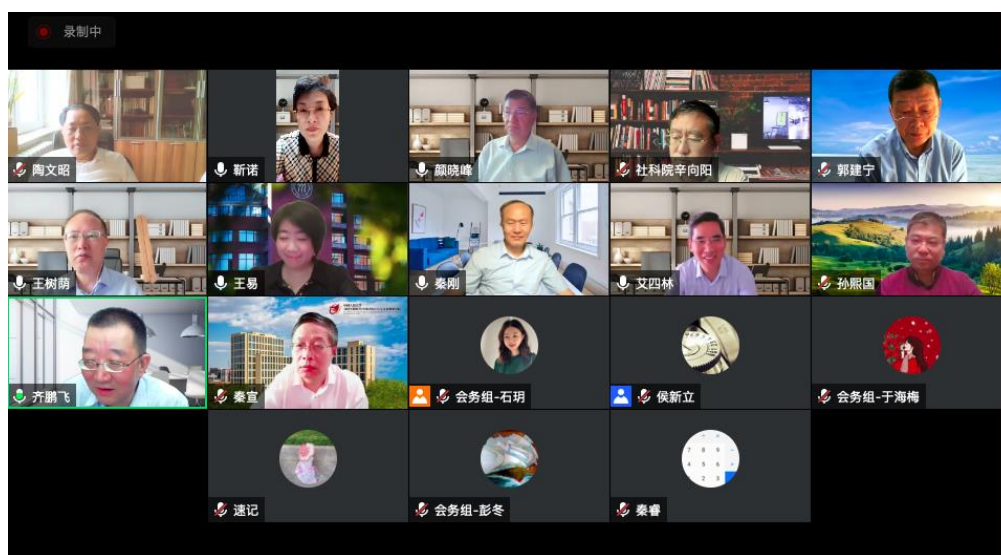 录制中
陶文昭
靳诺
颜晓峰
社科院辛向阳
郭建宁
王树荫
王易
秦刚
艾四林
孙熙国
齐鹏飞
秦宣
会务组-石玥
侯新立
会务组-于海梅
速记
会务组-彭冬
秦睿